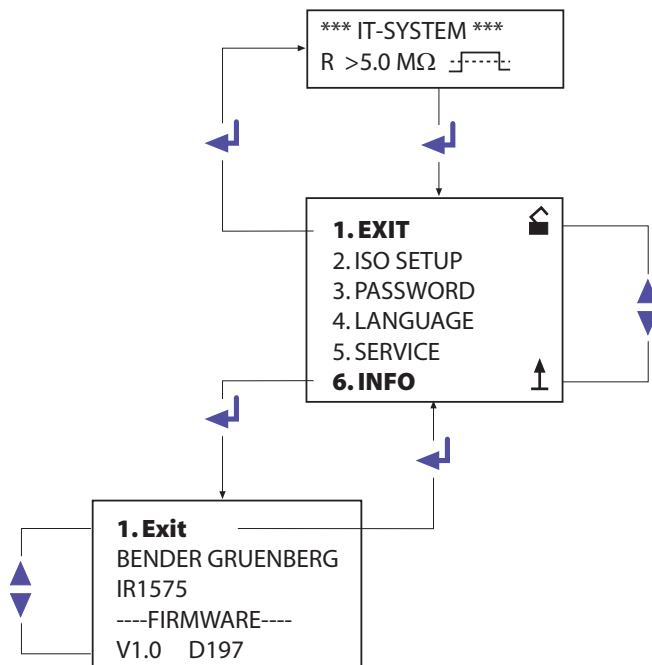 *** IT-SYSTEM ***
R >5.0 MΩ
1. EXIT
2. ISO SETUP
3. PASSWORD
4. LANGUAGE
5. SERVICE
6. INFO
1. Exit
BENDER GRUENBERG
IR1575
----FIRMWARE----
V1.0 D197